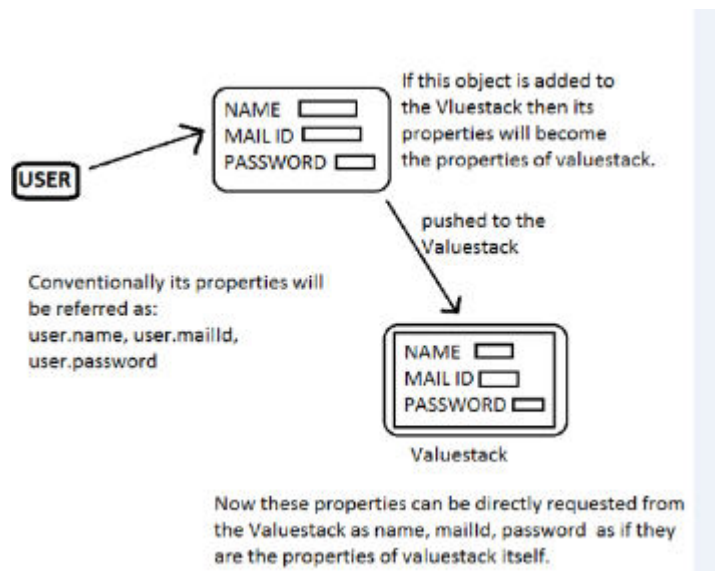 If this object is added to
the Vluestack then its
properties will become
the properties of valuestack.
NAME
MAIL ID
PASSWORD
USER
pushed to the
Valuestack
Conventionally its properties will
be referred as:
user.name, user.mailId,
user.password
NAME
MAIL ID
PASSWORD
Valuestack
Now these properties can be directly requested from
the Valuestack as name, mailId, password as if they
are the properties of valuestack itself.